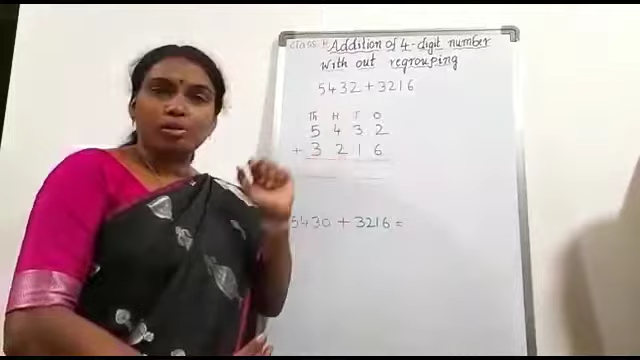 Class: Addition of 4-digit number
with out regrouping
5432 + 3216
Th H T O
5 4 3 2
+ 3 2 1 6
5430 + 3216 =